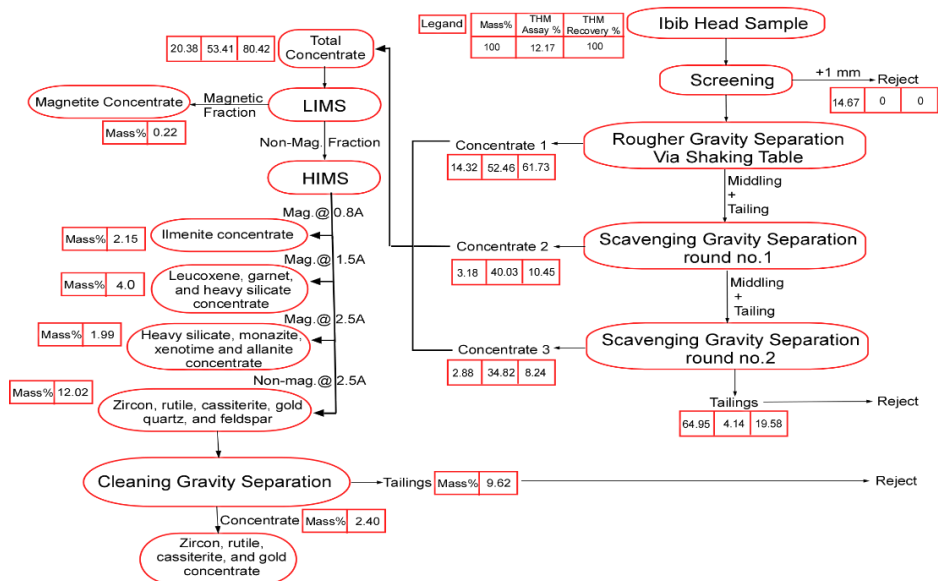 Legand
Mass%
THM
Assay %
THM
Recovery %
100
12.17
100
Ibib Head Sample
Screening
+1 mm
Reject
14.67
0
0
Rougher Gravity Separation
Via Shaking Table
Concentrate 1
14.32
52.46
61.73
Middling
+
Tailing
Scavenging Gravity Separation
round no.1
Concentrate 2
3.18
40.03
10.45
Middling
+
Tailing
Scavenging Gravity Separation
round no.2
Concentrate 3
2.88
34.82
8.24
Tailings
64.95
4.14
19.58
Reject
20.38
53.41
80.42
Total
Concentrate
LIMS
Magnetic
Fraction
Magnetite Concentrate
Mass%
0.22
Non-Mag. Fraction
HIMS
Mag.@ 0.8A
Mass%
2.15
Ilmenite concentrate
Mag.@ 1.5A
Mass%
4.0
Leucoxene, garnet,
and heavy silicate
concentrate
Mag.@ 2.5A
Mass%
1.99
Heavy silicate, monazite,
xenotime and allanite
concentrate
Non-mag.@ 2.5A
Mass%
12.02
Zircon, rutile, cassiterite, gold
quartz, and feldspar
Cleaning Gravity Separation
Tailings
Mass%
9.62
Reject
Concentrate
Mass%
2.40
Zircon, rutile,
cassiterite, and gold
concentrate